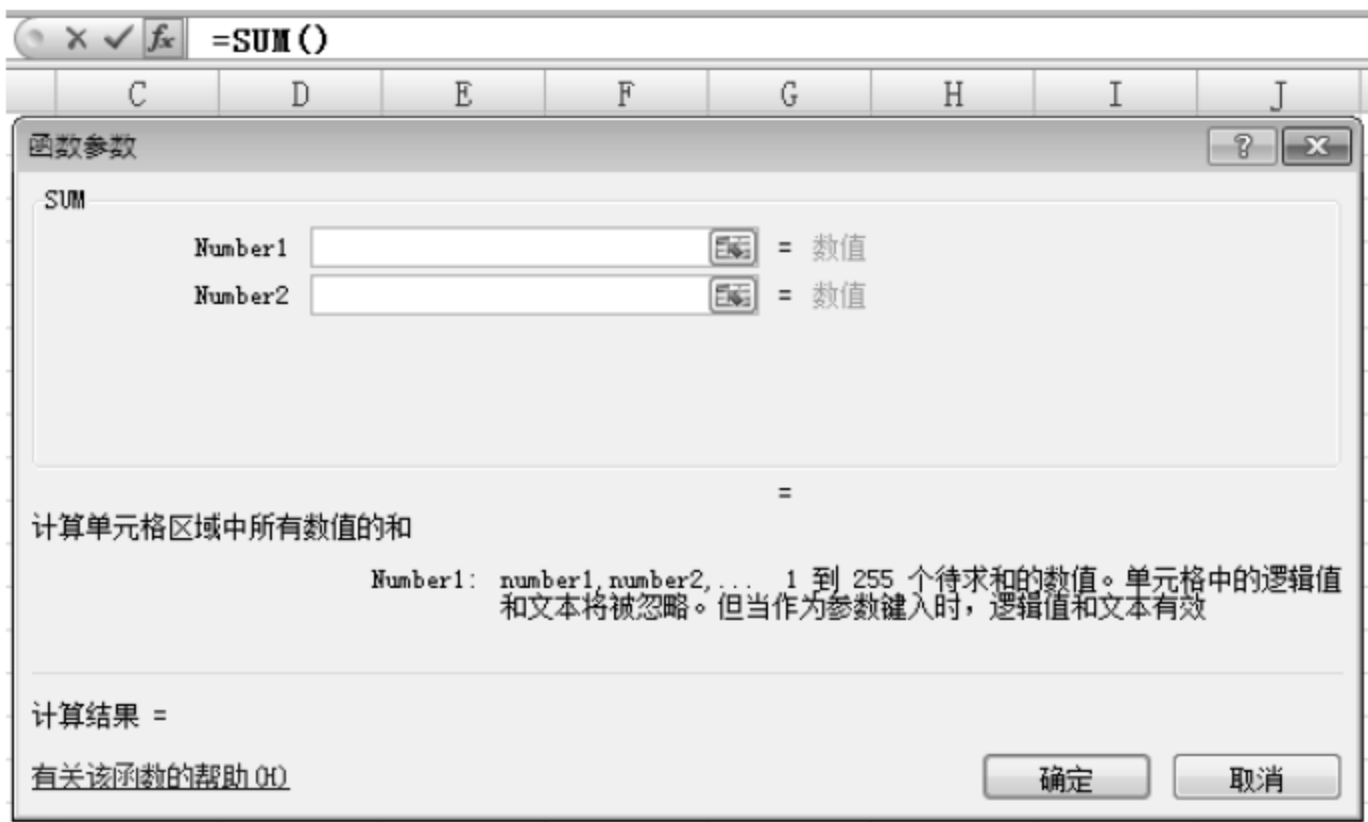 fx =SUM()
C D E F G H I J
函数参数 ?
SUM
Number1 = 数值
Number2 = 数值
=
计算单元格区域中所有数值的和
Number1: number1,number2,... 1 到 255 个待求和的数值。单元格中的逻辑值
和文本将被忽略。但当作为参数键入时，逻辑值和文本有效
计算结果 =
有关该函数的帮助(H) 确定 取消